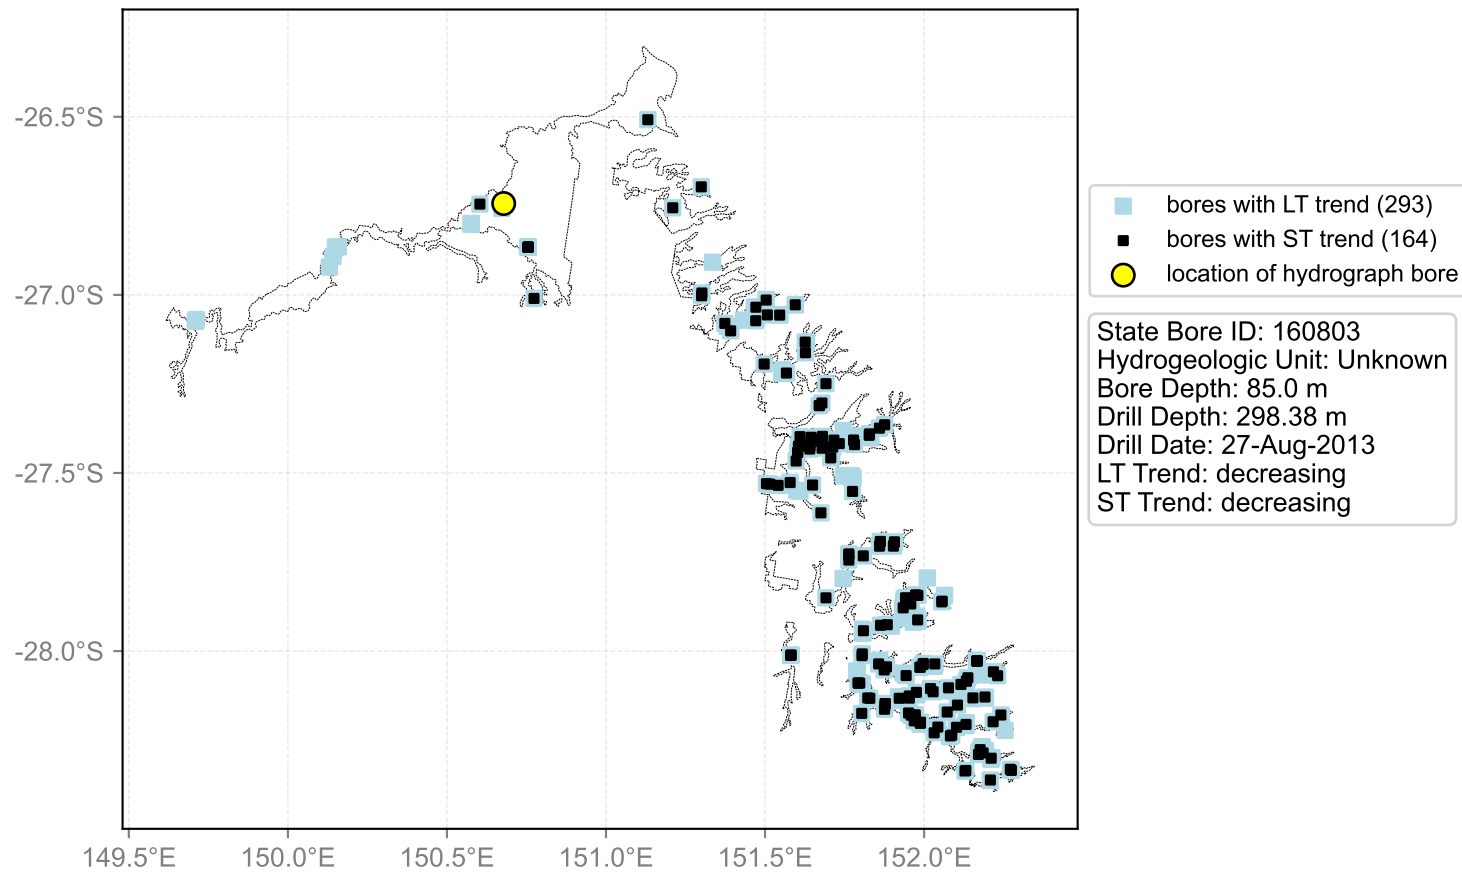 -26.5°S
-27.0°S
-27.5°S
-28.0°S
149.5°E
150.0°E
150.5°E
151.0°E
151.5°E
152.0°E
bores with LT trend (293)
bores with ST trend (164)
location of hydrograph bore
State Bore ID: 160803
Hydrogeologic Unit: Unknown
Bore Depth: 85.0 m
Drill Depth: 298.38 m
Drill Date: 27-Aug-2013
LT Trend: decreasing
ST Trend: decreasing